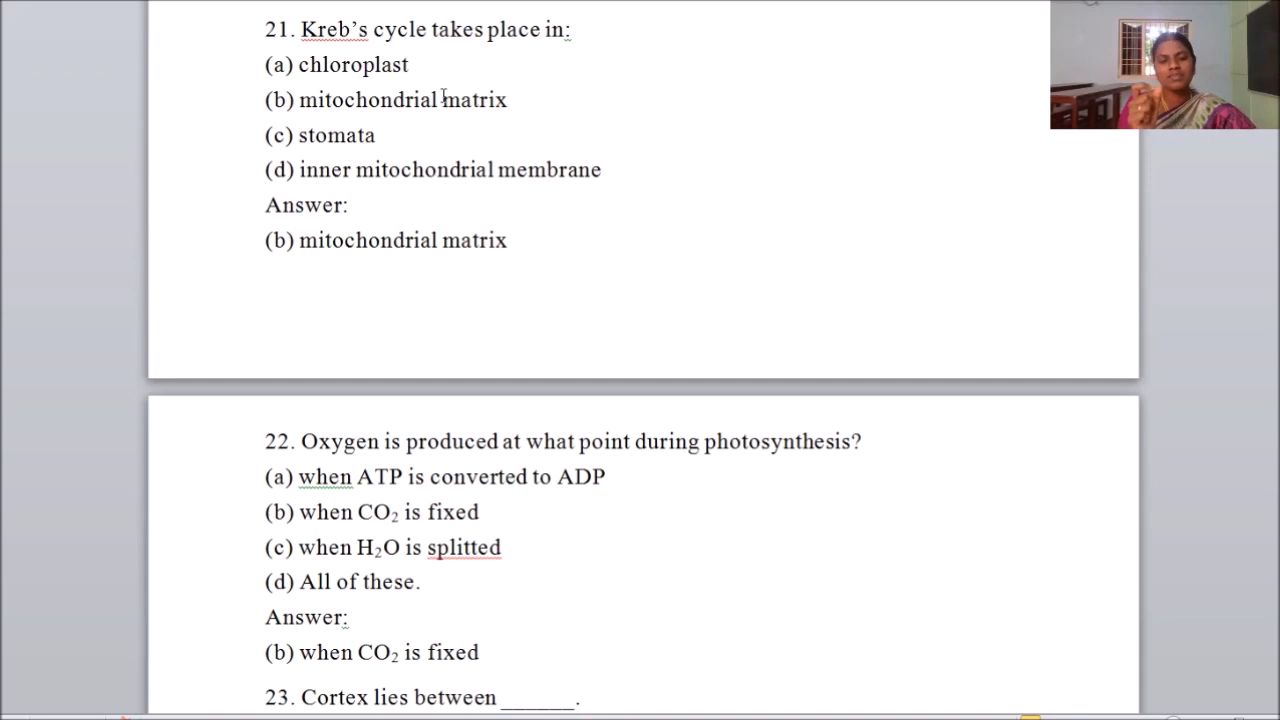 21. Kreb’s cycle takes place in:
(a) chloroplast
(b) mitochondrial matrix
(c) stomata
(d) inner mitochondrial membrane
Answer:
(b) mitochondrial matrix
22. Oxygen is produced at what point during photosynthesis?
(a) when ATP is converted to ADP
(b) when CO₂ is fixed
(c) when H₂O is splitted
(d) All of these.
Answer:
(b) when CO₂ is fixed
23. Cortex lies between ______.